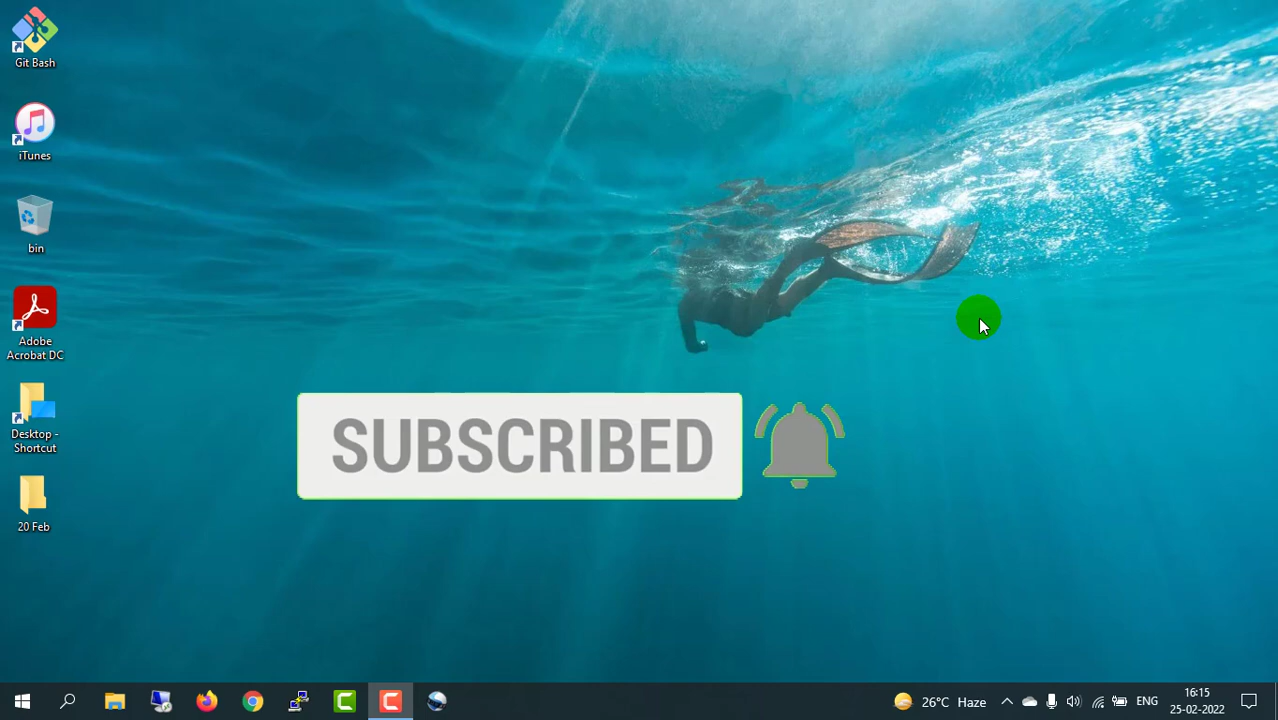 Git Bash
iTunes
bin
Adobe
Acrobat DC
Desktop -
Shortcut
20 Feb
SUBSCRIBED
26°C Haze
ENG
16:15
25-02-2022